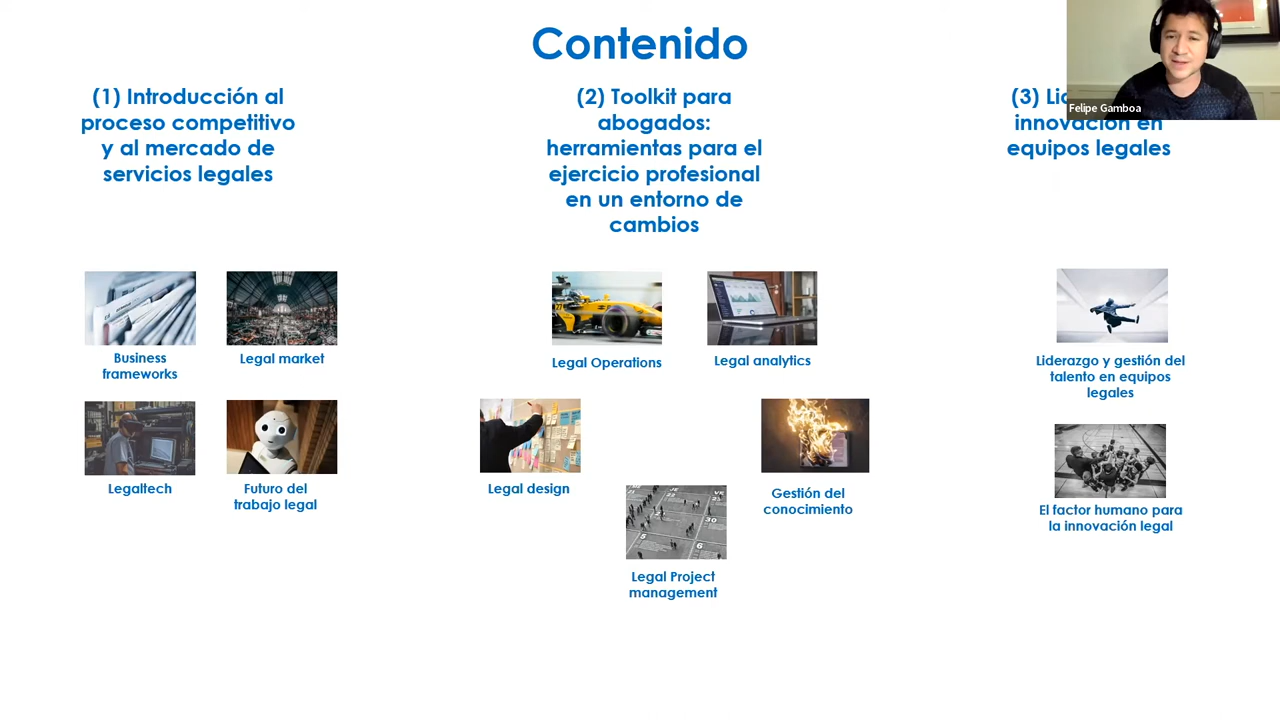 Contenido
(1) Introducción al
proceso competitivo
y al mercado de
servicios legales
(2) Toolkit para
abogados:
herramientas para el
ejercicio profesional
en un entorno de
cambios
(3)
innovación en
equipos legales
Felipe Gamboa
Business
frameworks
Legal market
Legaltech
Futuro del
trabajo legal
Legal Operations
Legal analytics
Legal design
Gestión del
conocimiento
Legal Project
management
Liderazgo y gestión del
talento en equipos
legales
El factor humano para
la innovación legal